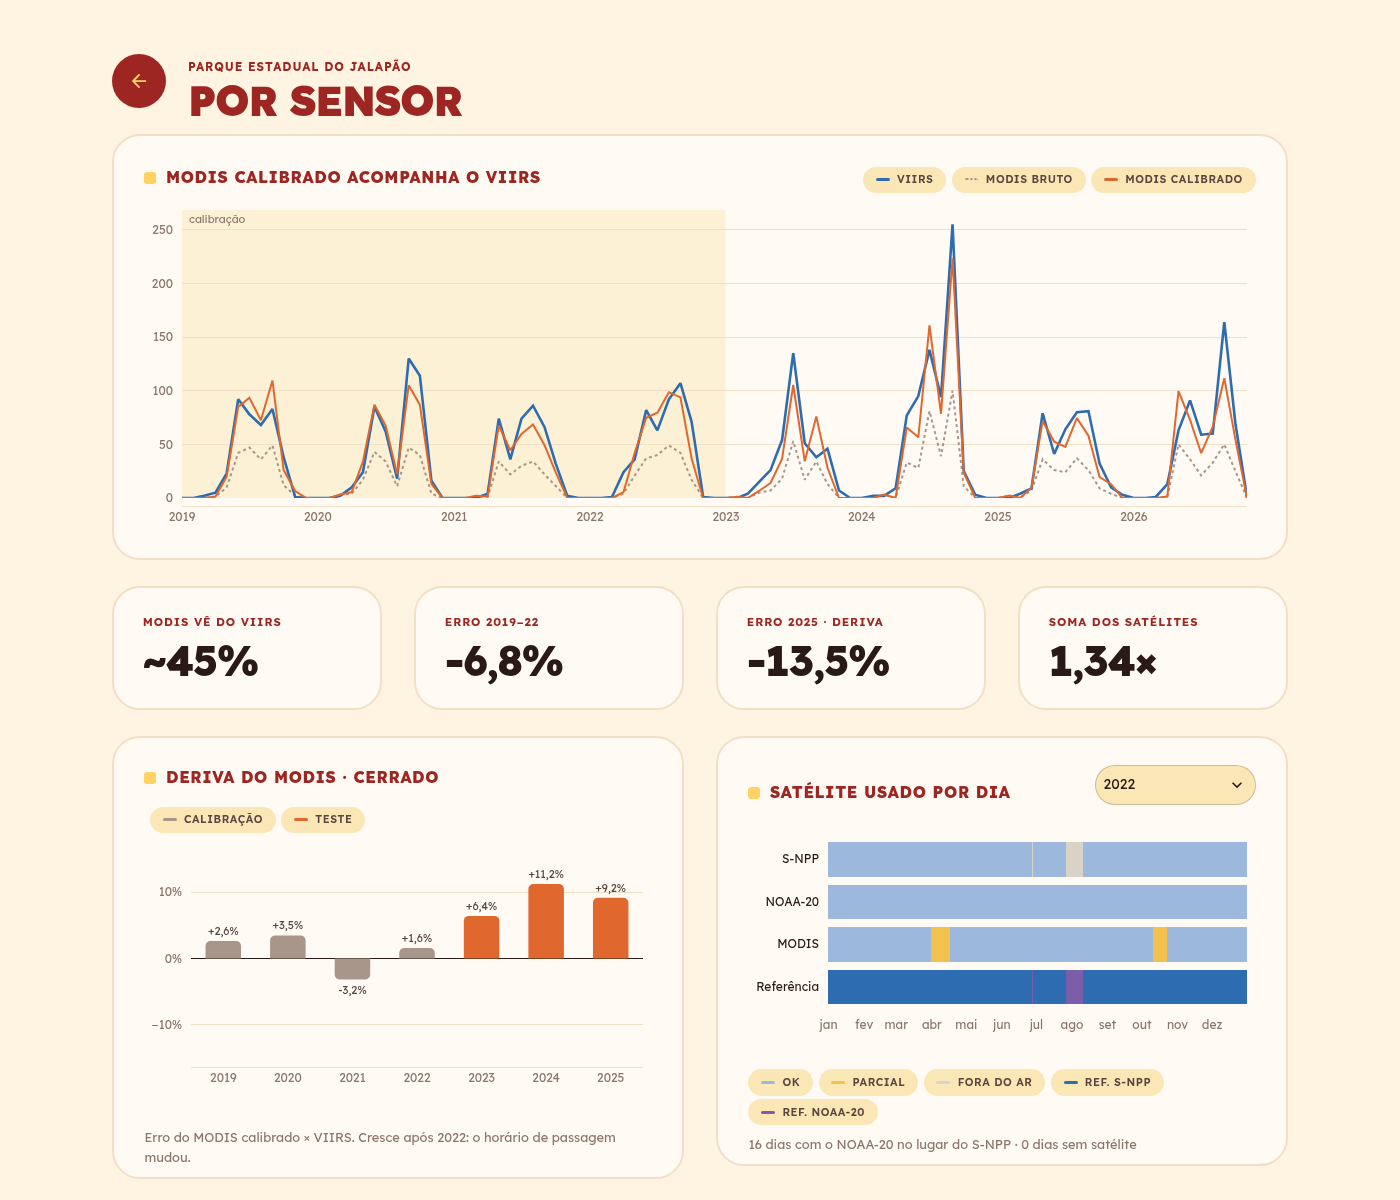 PARQUE ESTADUAL DO JALAPÃO
POR SENSOR
MODIS CALIBRADO ACOMPANHA O VIIRS
VIIRS
MODIS BRUTO
MODIS CALIBRADO
calibração
250
200
150
100
50
0
2019
2020
2021
2022
2023
2024
2025
2026
MODIS VÊ DO VIIRS
~45%
ERRO 2019–22
-6,8%
ERRO 2025 · DERIVA
-13,5%
SOMA DOS SATÉLITES
1,34×
DERIVA DO MODIS · CERRADO
CALIBRAÇÃO
TESTE
10%
0%
−10%
+2,6%
+3,5%
-3,2%
+1,6%
+6,4%
+11,2%
+9,2%
2019
2020
2021
2022
2023
2024
2025
Erro do MODIS calibrado × VIIRS. Cresce após 2022: o horário de passagem
mudou.
SATÉLITE USADO POR DIA
2022
S-NPP
NOAA-20
MODIS
Referência
jan
fev
mar
abr
mai
jun
jul
ago
set
out
nov
dez
OK
PARCIAL
FORA DO AR
REF. S-NPP
REF. NOAA-20
16 dias com o NOAA-20 no lugar do S-NPP · 0 dias sem satélite